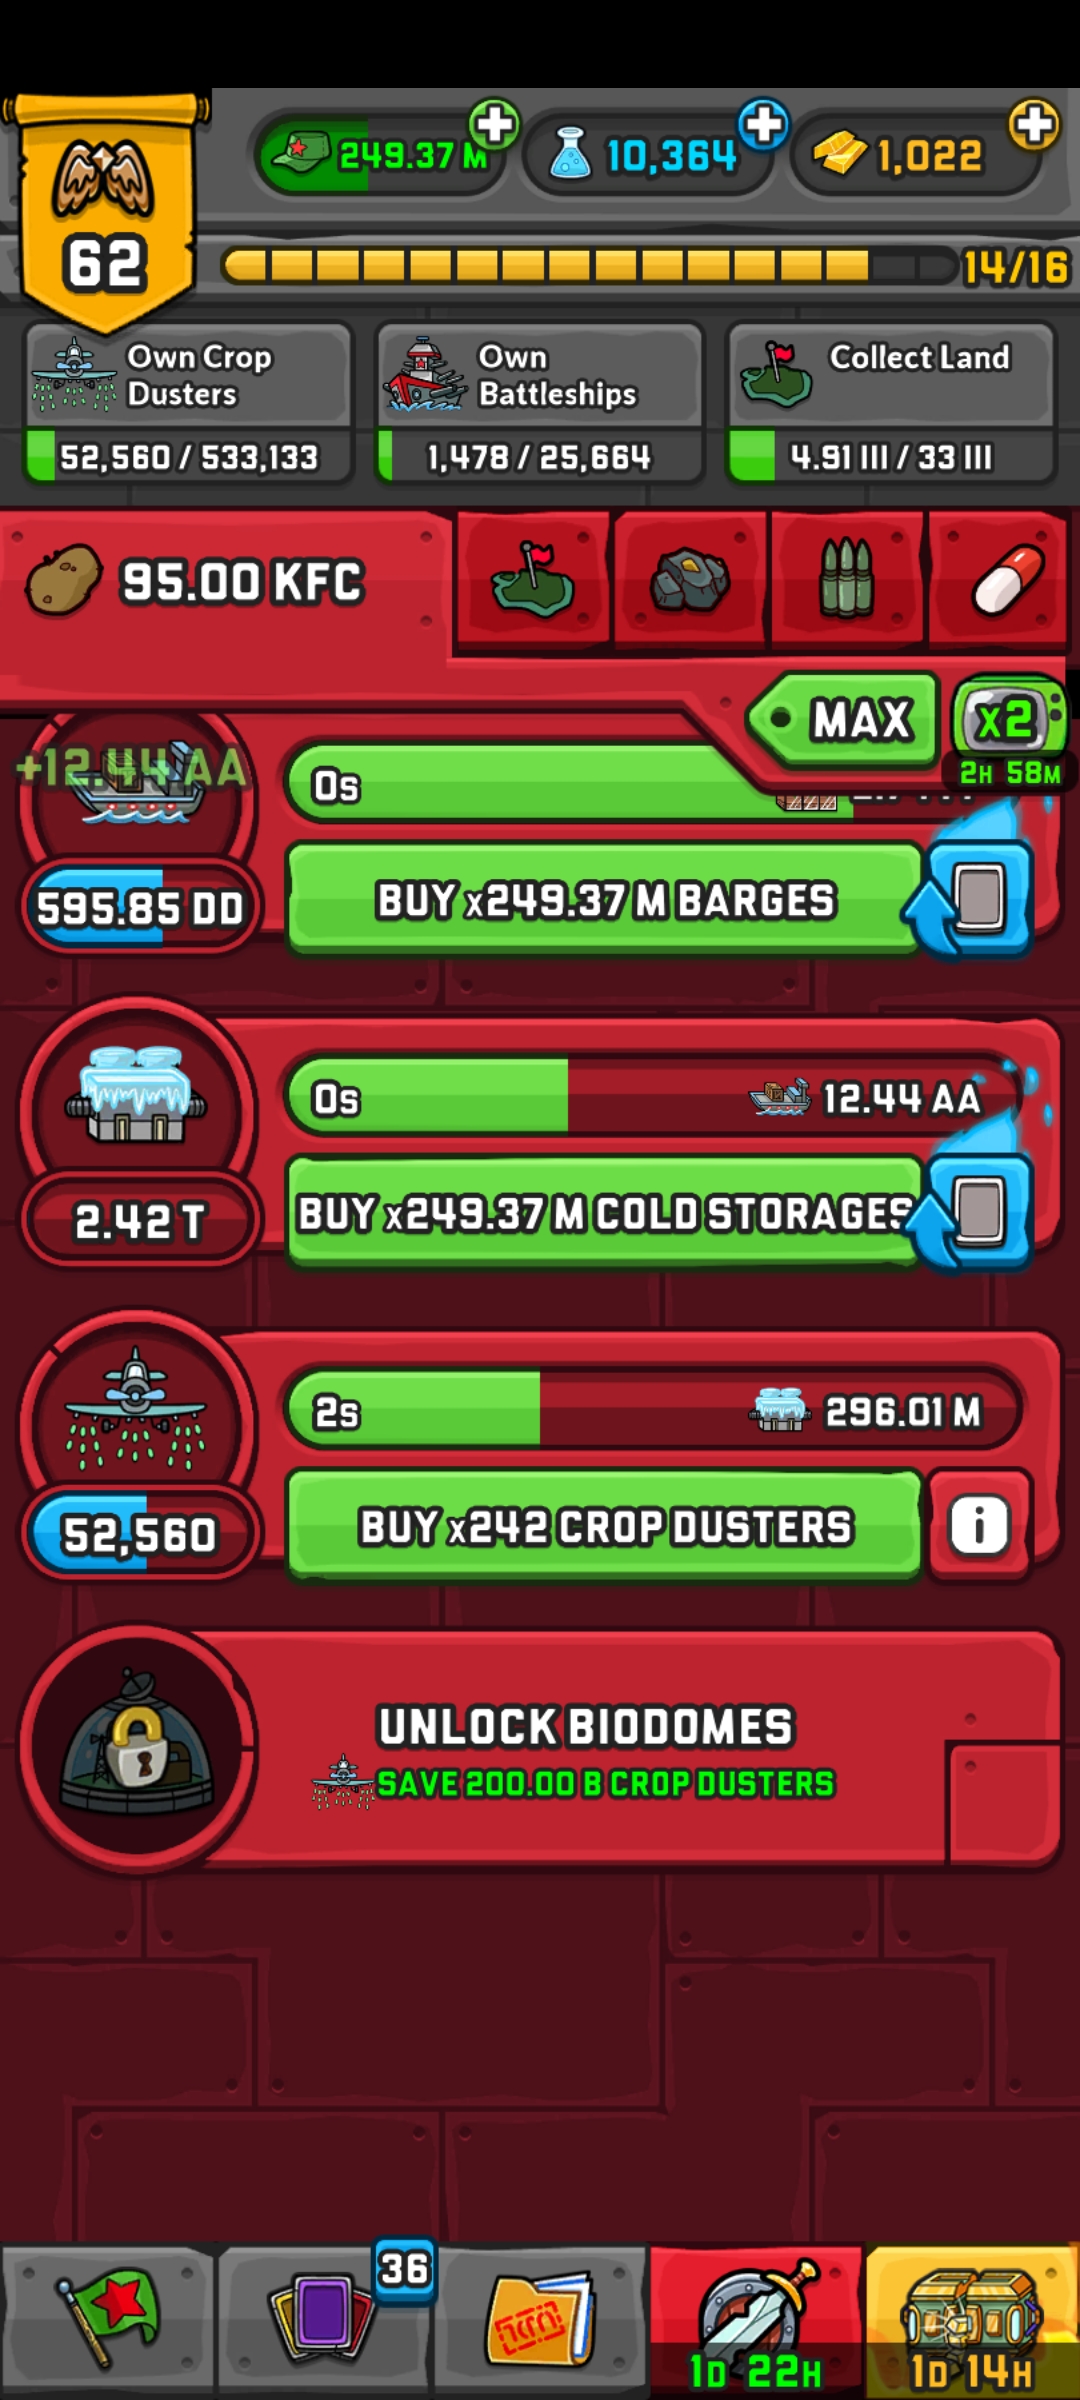 249.37 M
10,364
1,022
62
14/16
Own Crop
Dusters
52,560 / 533,133
Own
Battleships
1,478 / 25,664
Collect Land
4.91 III / 33 III
95.00 KFC
MAX
x2
2H 58M
+12.44 AA
0s
595.85 DD
BUY x249.37 M BARGES
0s
12.44 AA
2.42 T
BUY x249.37 M COLD STORAGES
2s
296.01 M
52,560
BUY x242 CROP DUSTERS
i
UNLOCK BIODOMES
SAVE 200.00 B CROP DUSTERS
36
1D 22H
1D 14H